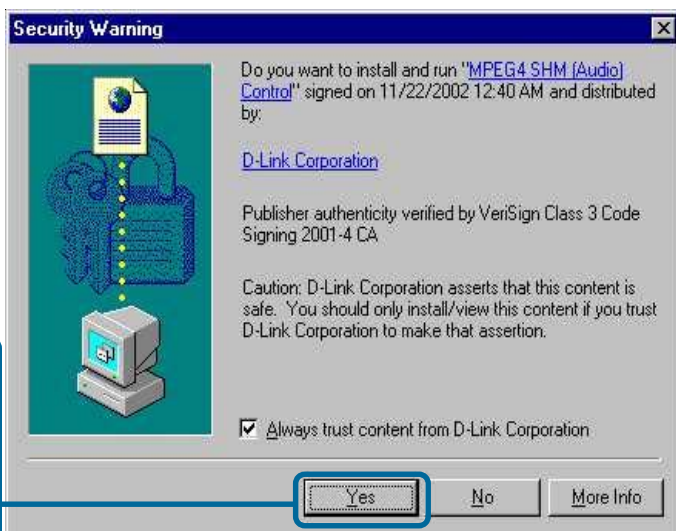 Security Warning
Do you want to install and run "MPEG4 SHM (Audio)
Control" signed on 11/22/2002 12:40 AM and distributed
by:
D-Link Corporation
Publisher authenticity verified by VeriSign Class 3 Code
Signing 2001-4 CA
Caution: D-Link Corporation asserts that this content is
safe. You should only install/view this content if you trust
D-Link Corporation to make that assertion.
Always trust content from D-Link Corporation
Yes
No
More Info